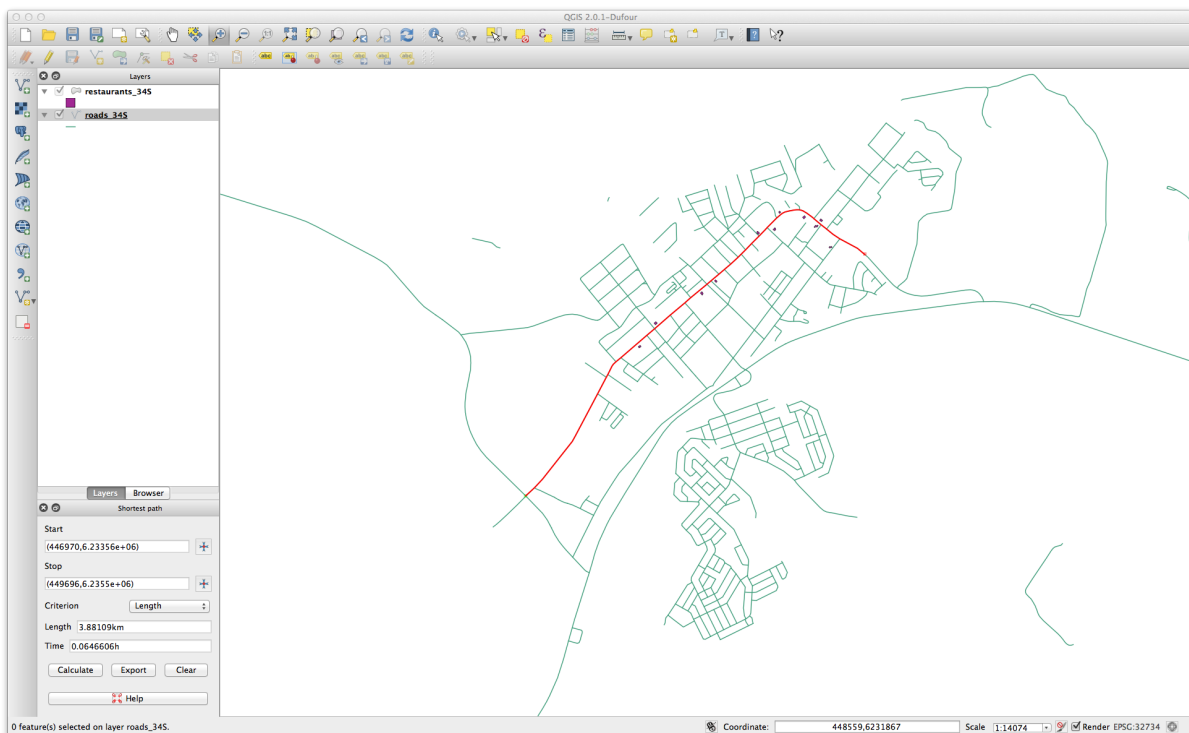 QGIS 2.0.1-Dufour
Layers
restaurants_34S
roads_34S
Layers Browser
Shortest path
Start
(446970,6.23356e+06)
Stop
(449696,6.2355e+06)
Criterion Length
Length 3.88109km
Time 0.0646606h
Calculate Export Clear
Help
0 feature(s) selected on layer roads_34S.
Coordinate: 448559,6231867 Scale 1:14074 Render EPSG:32734